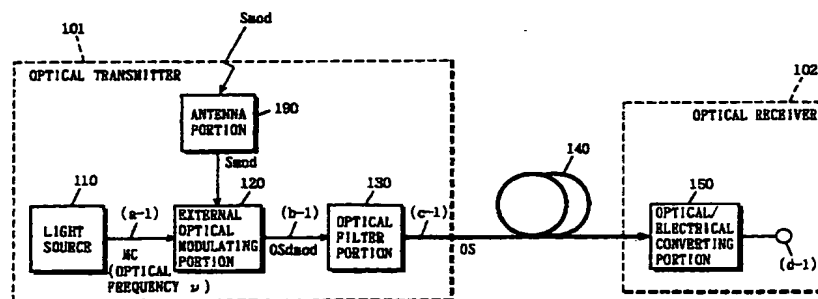 101
Smod
102
OPTICAL TRANSMITTER
OPTICAL RECEIVER
ANTENNA
PORTION
190
140
Smod
110
120
130
150
LIGHT
SOURCE
(a-1)
EXTERNAL
OPTICAL
MODULATING
PORTION
(b-1)
OPTICAL
FILTER
PORTION
(c-1)
OPTICAL/
ELECTRICAL
CONVERTING
PORTION
MC
(OPTICAL
FREQUENCY ν)
OSdmod
OS
(d-1)